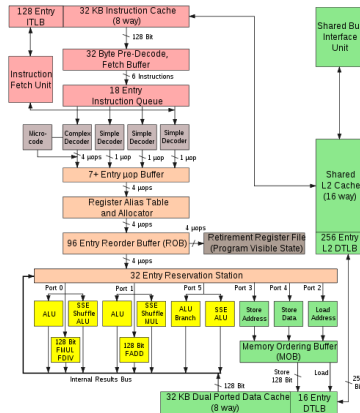 128 Entry
ITLB
32 KB Instruction Cache
(8 way)
128 Bit
32 Byte Pre-Decode,
Fetch Buffer
Instruction
Fetch Unit
6 Instructions
18 Entry
Instruction Queue
Micro-
code
Complex
Decoder
Simple
Decoder
Simple
Decoder
Simple
Decoder
4 µops
1 µop
1 µop
1 µop
7+ Entry µop Buffer
4 µops
Register Alias Table
and Allocator
4 µops
4 µops
96 Entry Reorder Buffer (ROB)
Retirement Register File
(Program Visible State)
4 µops
32 Entry Reservation Station
Port 0
Port 1
Port 5
Port 3
Port 4
Port 2
ALU
SSE
Shuffle
ALU
ALU
SSE
Shuffle
MUL
ALU
Branch
SSE
ALU
Store
Address
Store
Data
Load
Address
128 Bit
FMUL
FDIV
128 Bit
FADD
Memory Ordering Buffer
(MOB)
Internal Results Bus
128 Bit
Store
128 Bit
Load
32 KB Dual Ported Data Cache
(8 way)
16 Entry
DTLB
Shared Bus
Interface
Unit
Shared
L2 Cache
(16 way)
256 Entry
L2 DTLB